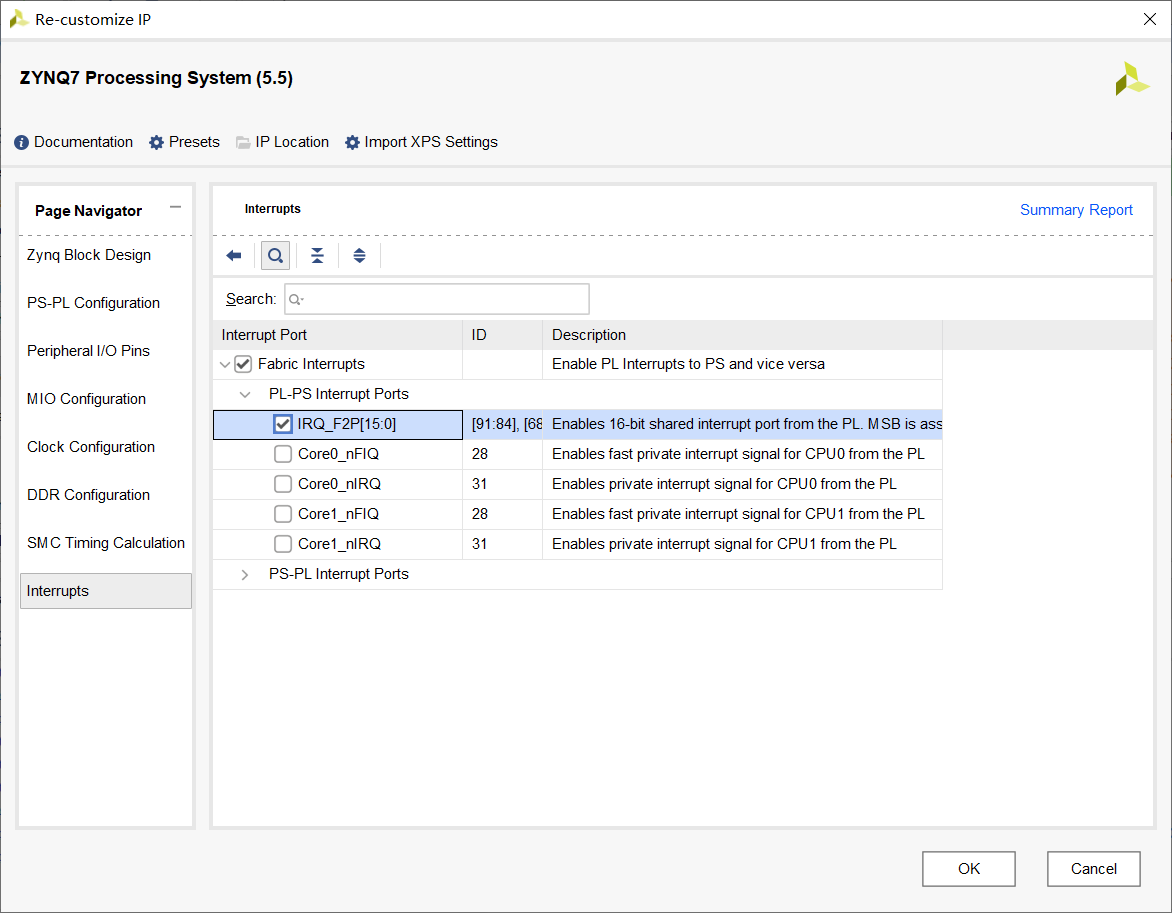 Re-customize IP
ZYNQ7 Processing System (5.5)
Documentation Presets IP Location Import XPS Settings
Page Navigator
Zynq Block Design
PS-PL Configuration
Peripheral I/O Pins
MIO Configuration
Clock Configuration
DDR Configuration
SMC Timing Calculation
Interrupts
Interrupts
Summary Report
Search:
Interrupt Port ID Description
Fabric Interrupts Enable PL Interrupts to PS and vice versa
PL-PS Interrupt Ports
IRQ_F2P[15:0] [91:84], [68 Enables 16-bit shared interrupt port from the PL. MSB is ass
Core0_nFIQ 28 Enables fast private interrupt signal for CPU0 from the PL
Core0_nIRQ 31 Enables private interrupt signal for CPU0 from the PL
Core1_nFIQ 28 Enables fast private interrupt signal for CPU1 from the PL
Core1_nIRQ 31 Enables private interrupt signal for CPU1 from the PL
PS-PL Interrupt Ports
OK Cancel